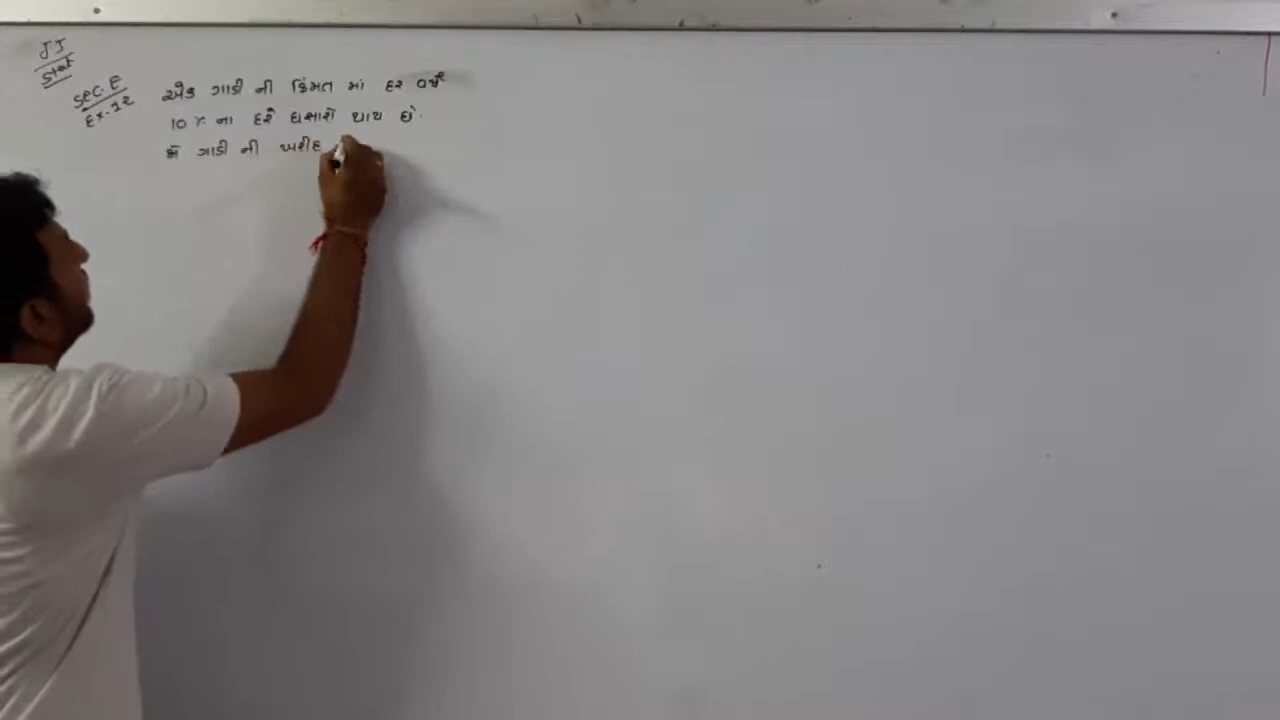 JJ
Stat
Sec. E
Ex. 12
એક ગાડી ની કિંમત માં દર વર્ષે
10 % ના દરે ઘસારો થાય છે.
જો ગાડી ની ખરીદ